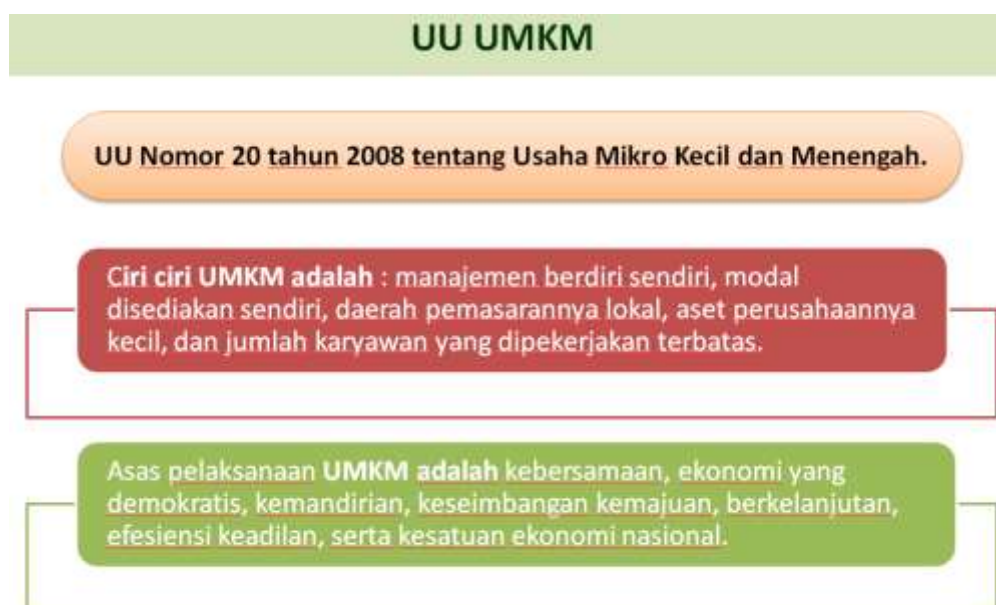 UU UMKM
UU Nomor 20 tahun 2008 tentang Usaha Mikro Kecil dan Menengah.
Ciri ciri UMKM adalah : manajemen berdiri sendiri, modal
disediakan sendiri, daerah pemasarannya lokal, aset perusahaannya
kecil, dan jumlah karyawan yang dipekerjakan terbatas.
Asas pelaksanaan UMKM adalah kebersamaan, ekonomi yang
demokratis, kemandirian, keseimbangan kemajuan, berkelanjutan,
efesiensi keadilan, serta kesatuan ekonomi nasional.